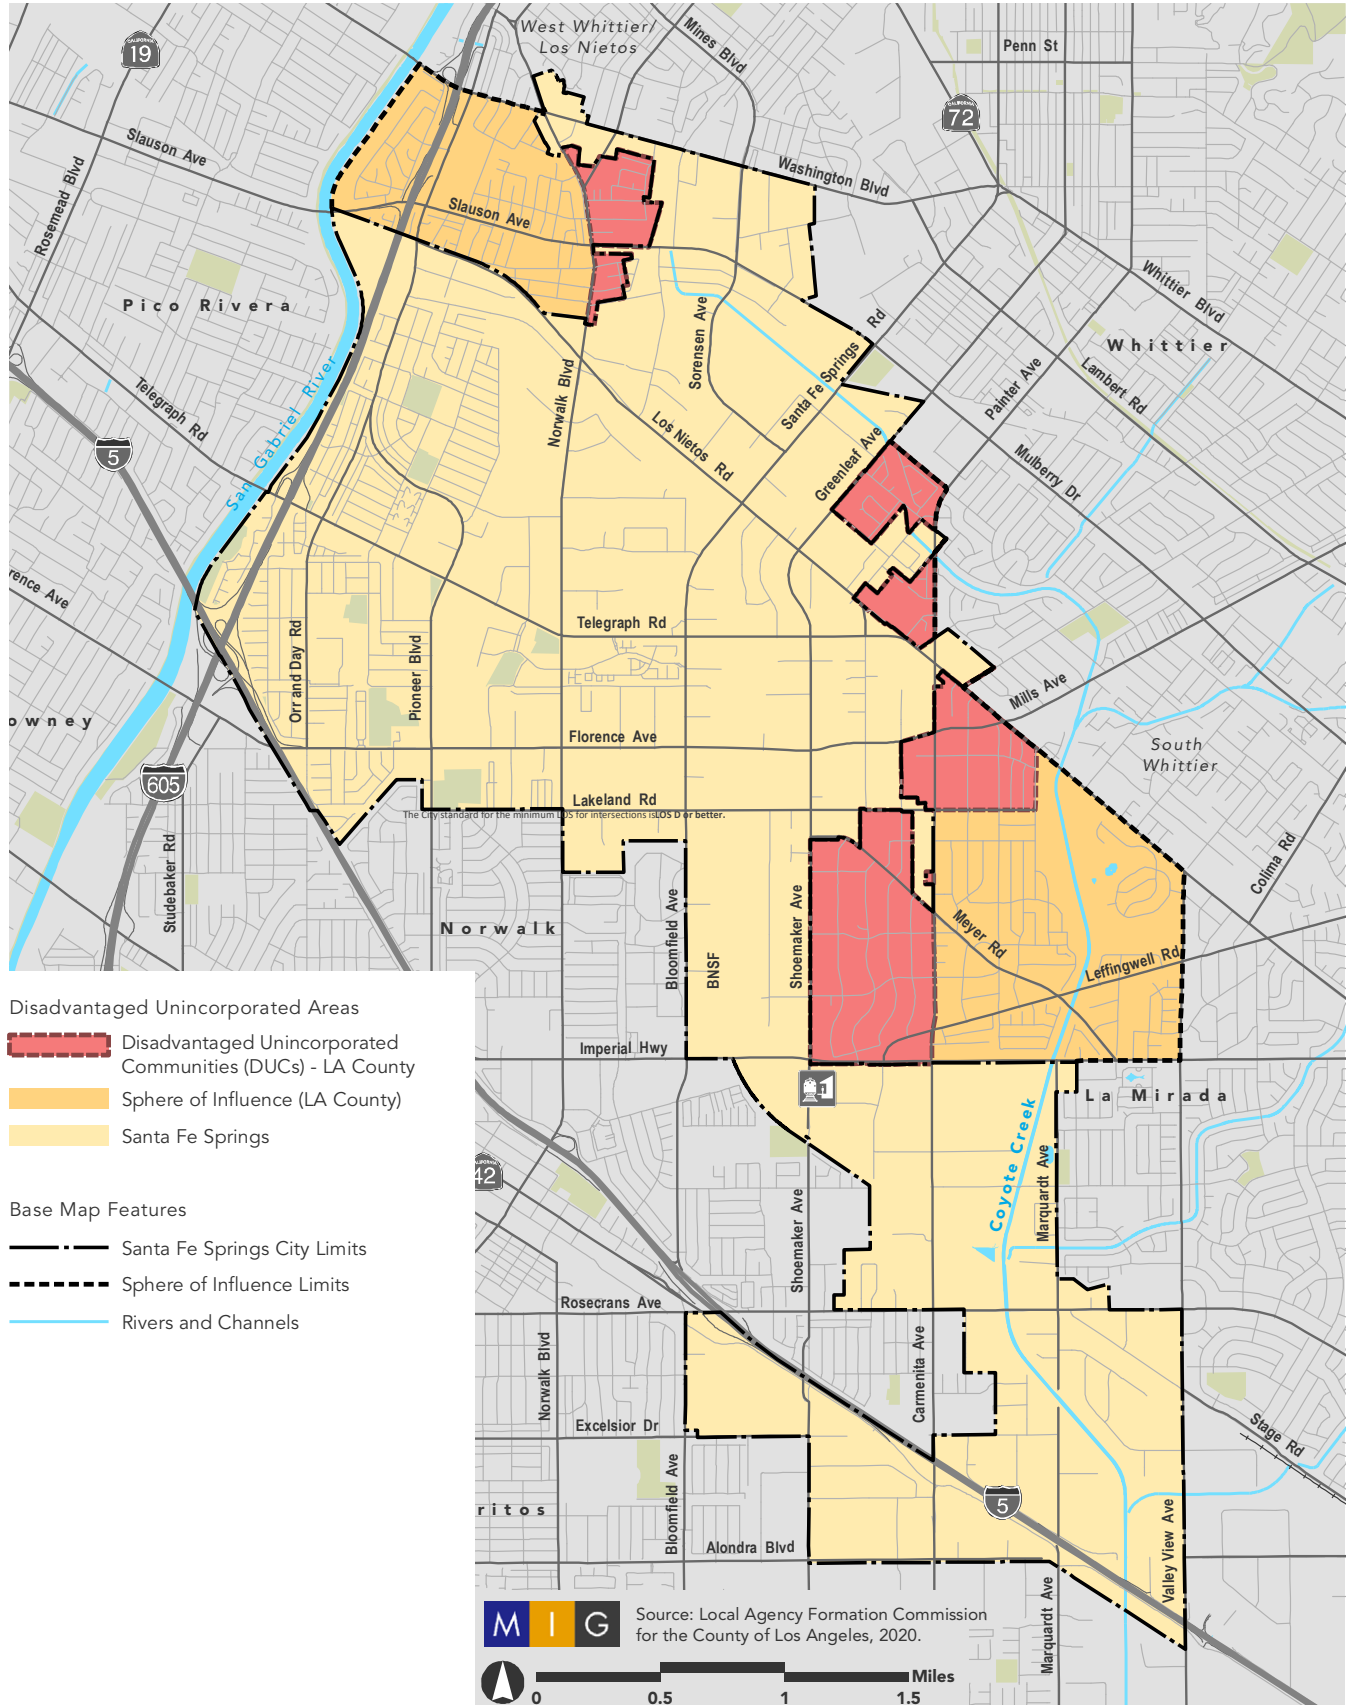 West Whittier/
Los Nietos
Mines Blvd
Penn St
CALIFORNIA
19
CALIFORNIA
72
Slauson Ave
Washington Blvd
Rosemead Blvd
Slauson Ave
Whittier Blvd
Pico Rivera
Sorensen Ave
Santa Fe Springs Rd
Whittier
San Gabriel River
Painter Ave
Lambert Rd
Telegraph Rd
Norwalk Blvd
Los Nietos Rd
Greenleaf Ave
Mulberry Dr
5
rence Ave
Telegraph Rd
Orr and Day Rd
Pioneer Blvd
Mills Ave
owney
Florence Ave
South
Whittier
605
Lakeland Rd
The City standard for the minimum LOS for intersections isLOS D or better.
Studebaker Rd
Colima Rd
Norwalk
Bloomfield Ave
BNSF
Shoemaker Ave
Meyer Rd
Leffingwell Rd
Imperial Hwy
La Mirada
Disadvantaged Unincorporated Areas
Disadvantaged Unincorporated
Communities (DUCs) - LA County
Sphere of Influence (LA County)
Santa Fe Springs
Base Map Features
Santa Fe Springs City Limits
Sphere of Influence Limits
Rivers and Channels
42
Coyote Creek
Marquardt Ave
Shoemaker Ave
Rosecrans Ave
Norwalk Blvd
Carmenita Ave
Excelsior Dr
Stage Rd
Bloomfield Ave
ritos
5
Valley View Ave
Alondra Blvd
Marquardt Ave
M I G
Source: Local Agency Formation Commission
for the County of Los Angeles, 2020.
Miles
0 0.5 1 1.5